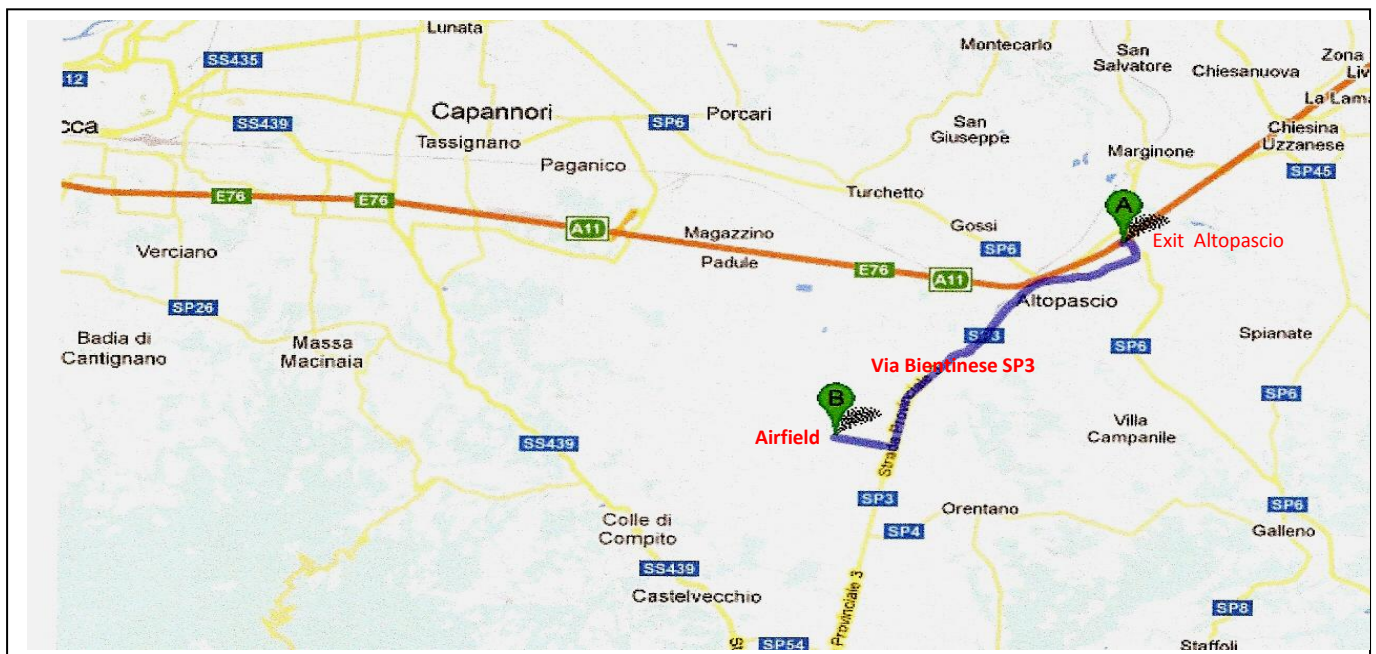 Lunata
Montecarlo
San
Salvatore
Zona
Chiesanuova
Liv
SS435
12
La Lama
Capannori
Porcari
SS439
SP6
San
Giuseppe
Chiesina
Uzzanese
cca
Tassignano
Marginone
Paganico
SP45
E76
E76
Turchetto
A
A11
Magazzino
Gossi
Exit Altopascio
Verciano
Padule
SP6
E76
A11
Altopascio
SP26
SP3
Spianate
Badia di
Cantignano
Massa
Macinaia
SP6
Via Bientinese SP3
B
SP6
Airfield
Villa
Campanile
SS439
SP3
Orentano
SP6
Colle di
Compito
SP4
Galleno
SS439
Castelvecchio
Provinciale 3
SP8
SP54
Staffoli